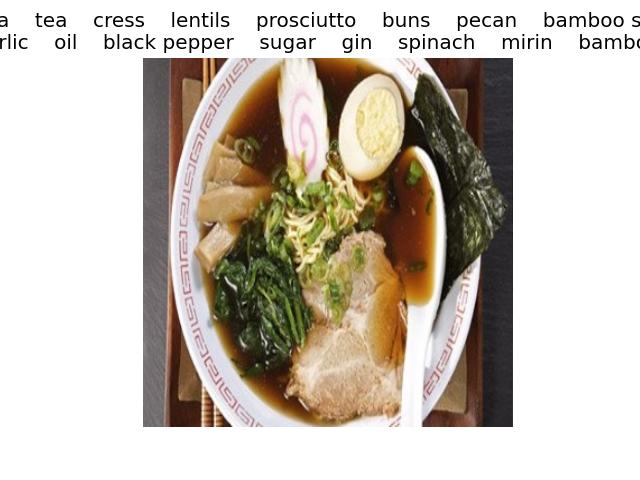 tea cress lentils prosciutto buns pecan bamboo
oil black pepper sugar gin spinach mirin